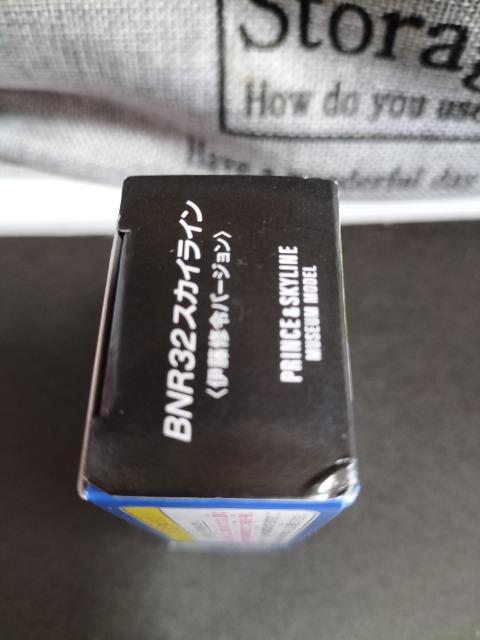 Storag
How do you use
Have a wonderful day
BNR32スカイライン
〈伊藤修令バージョン〉
PRINCE&SKYLINE
MUSEUM MODEL